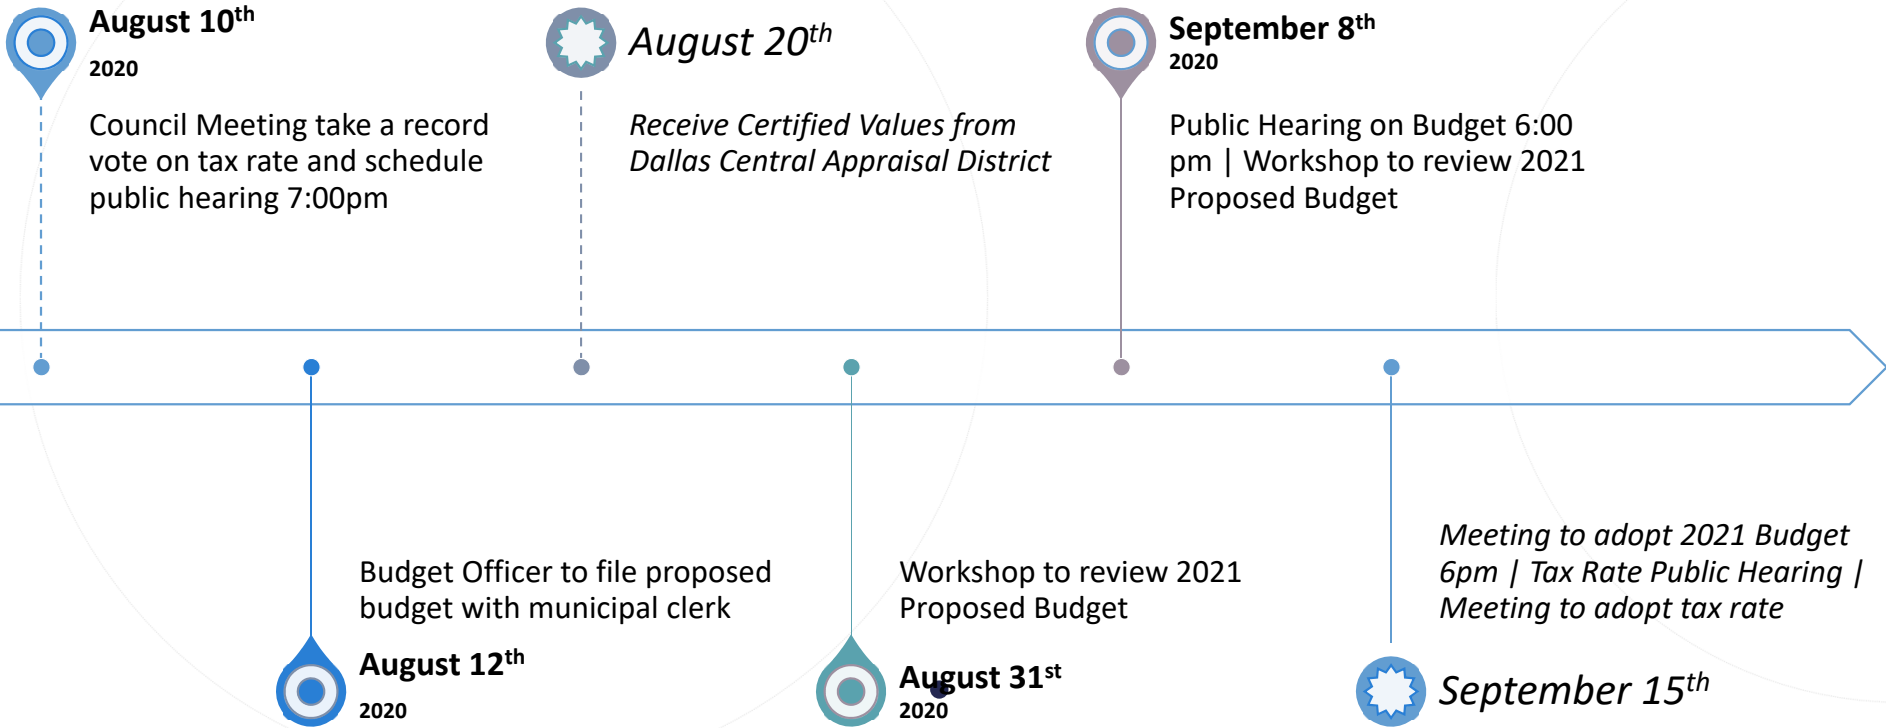 August 10th
2020
Council Meeting take a record
vote on tax rate and schedule
public hearing 7:00pm
August 20th
Receive Certified Values from
Dallas Central Appraisal District
September 8th
2020
Public Hearing on Budget 6:00
pm | Workshop to review 2021
Proposed Budget
Budget Officer to file proposed
budget with municipal clerk
August 12th
2020
Workshop to review 2021
Proposed Budget
August 31st
2020
Meeting to adopt 2021 Budget
6pm | Tax Rate Public Hearing |
Meeting to adopt tax rate
September 15th